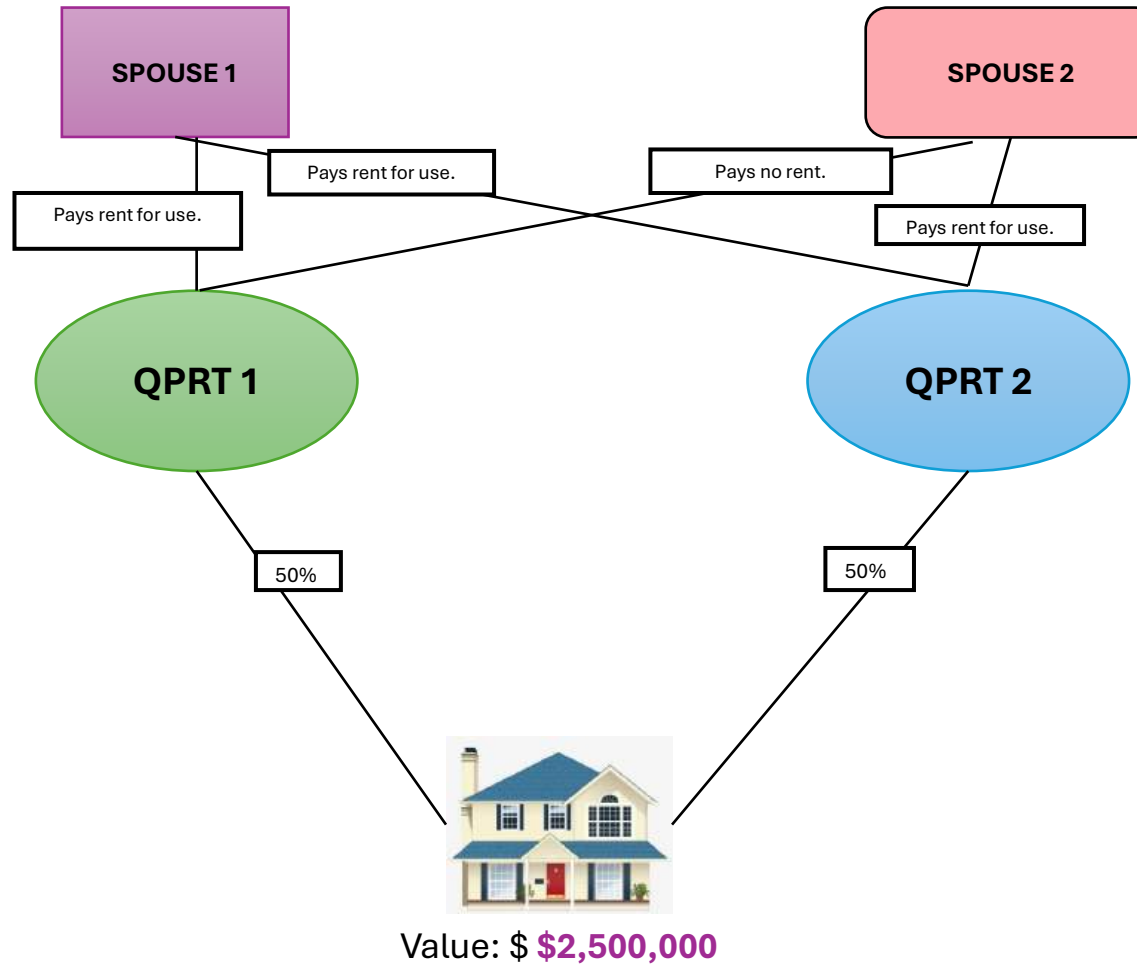 SPOUSE 1
SPOUSE 2
Pays rent for use.
Pays no rent.
Pays rent for use.
Pays rent for use.
QPRT 1
QPRT 2
50%
50%
Value: $ $2,500,000